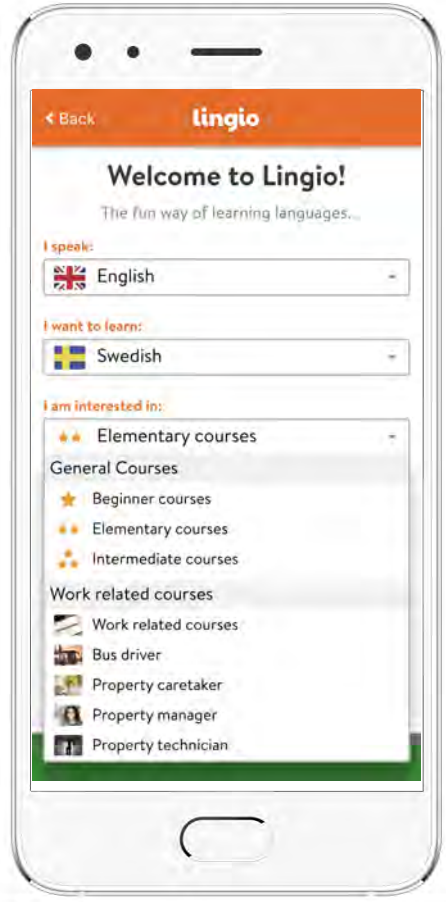 Back
lingio
Welcome to Lingio!
The fun way of learning languages...
I speak:
English
I want to learn:
Swedish
I am interested in:
Elementary courses
General Courses
Beginner courses
Elementary courses
Intermediate courses
Work related courses
Work related courses
Bus driver
Property caretaker
Property manager
Property technician